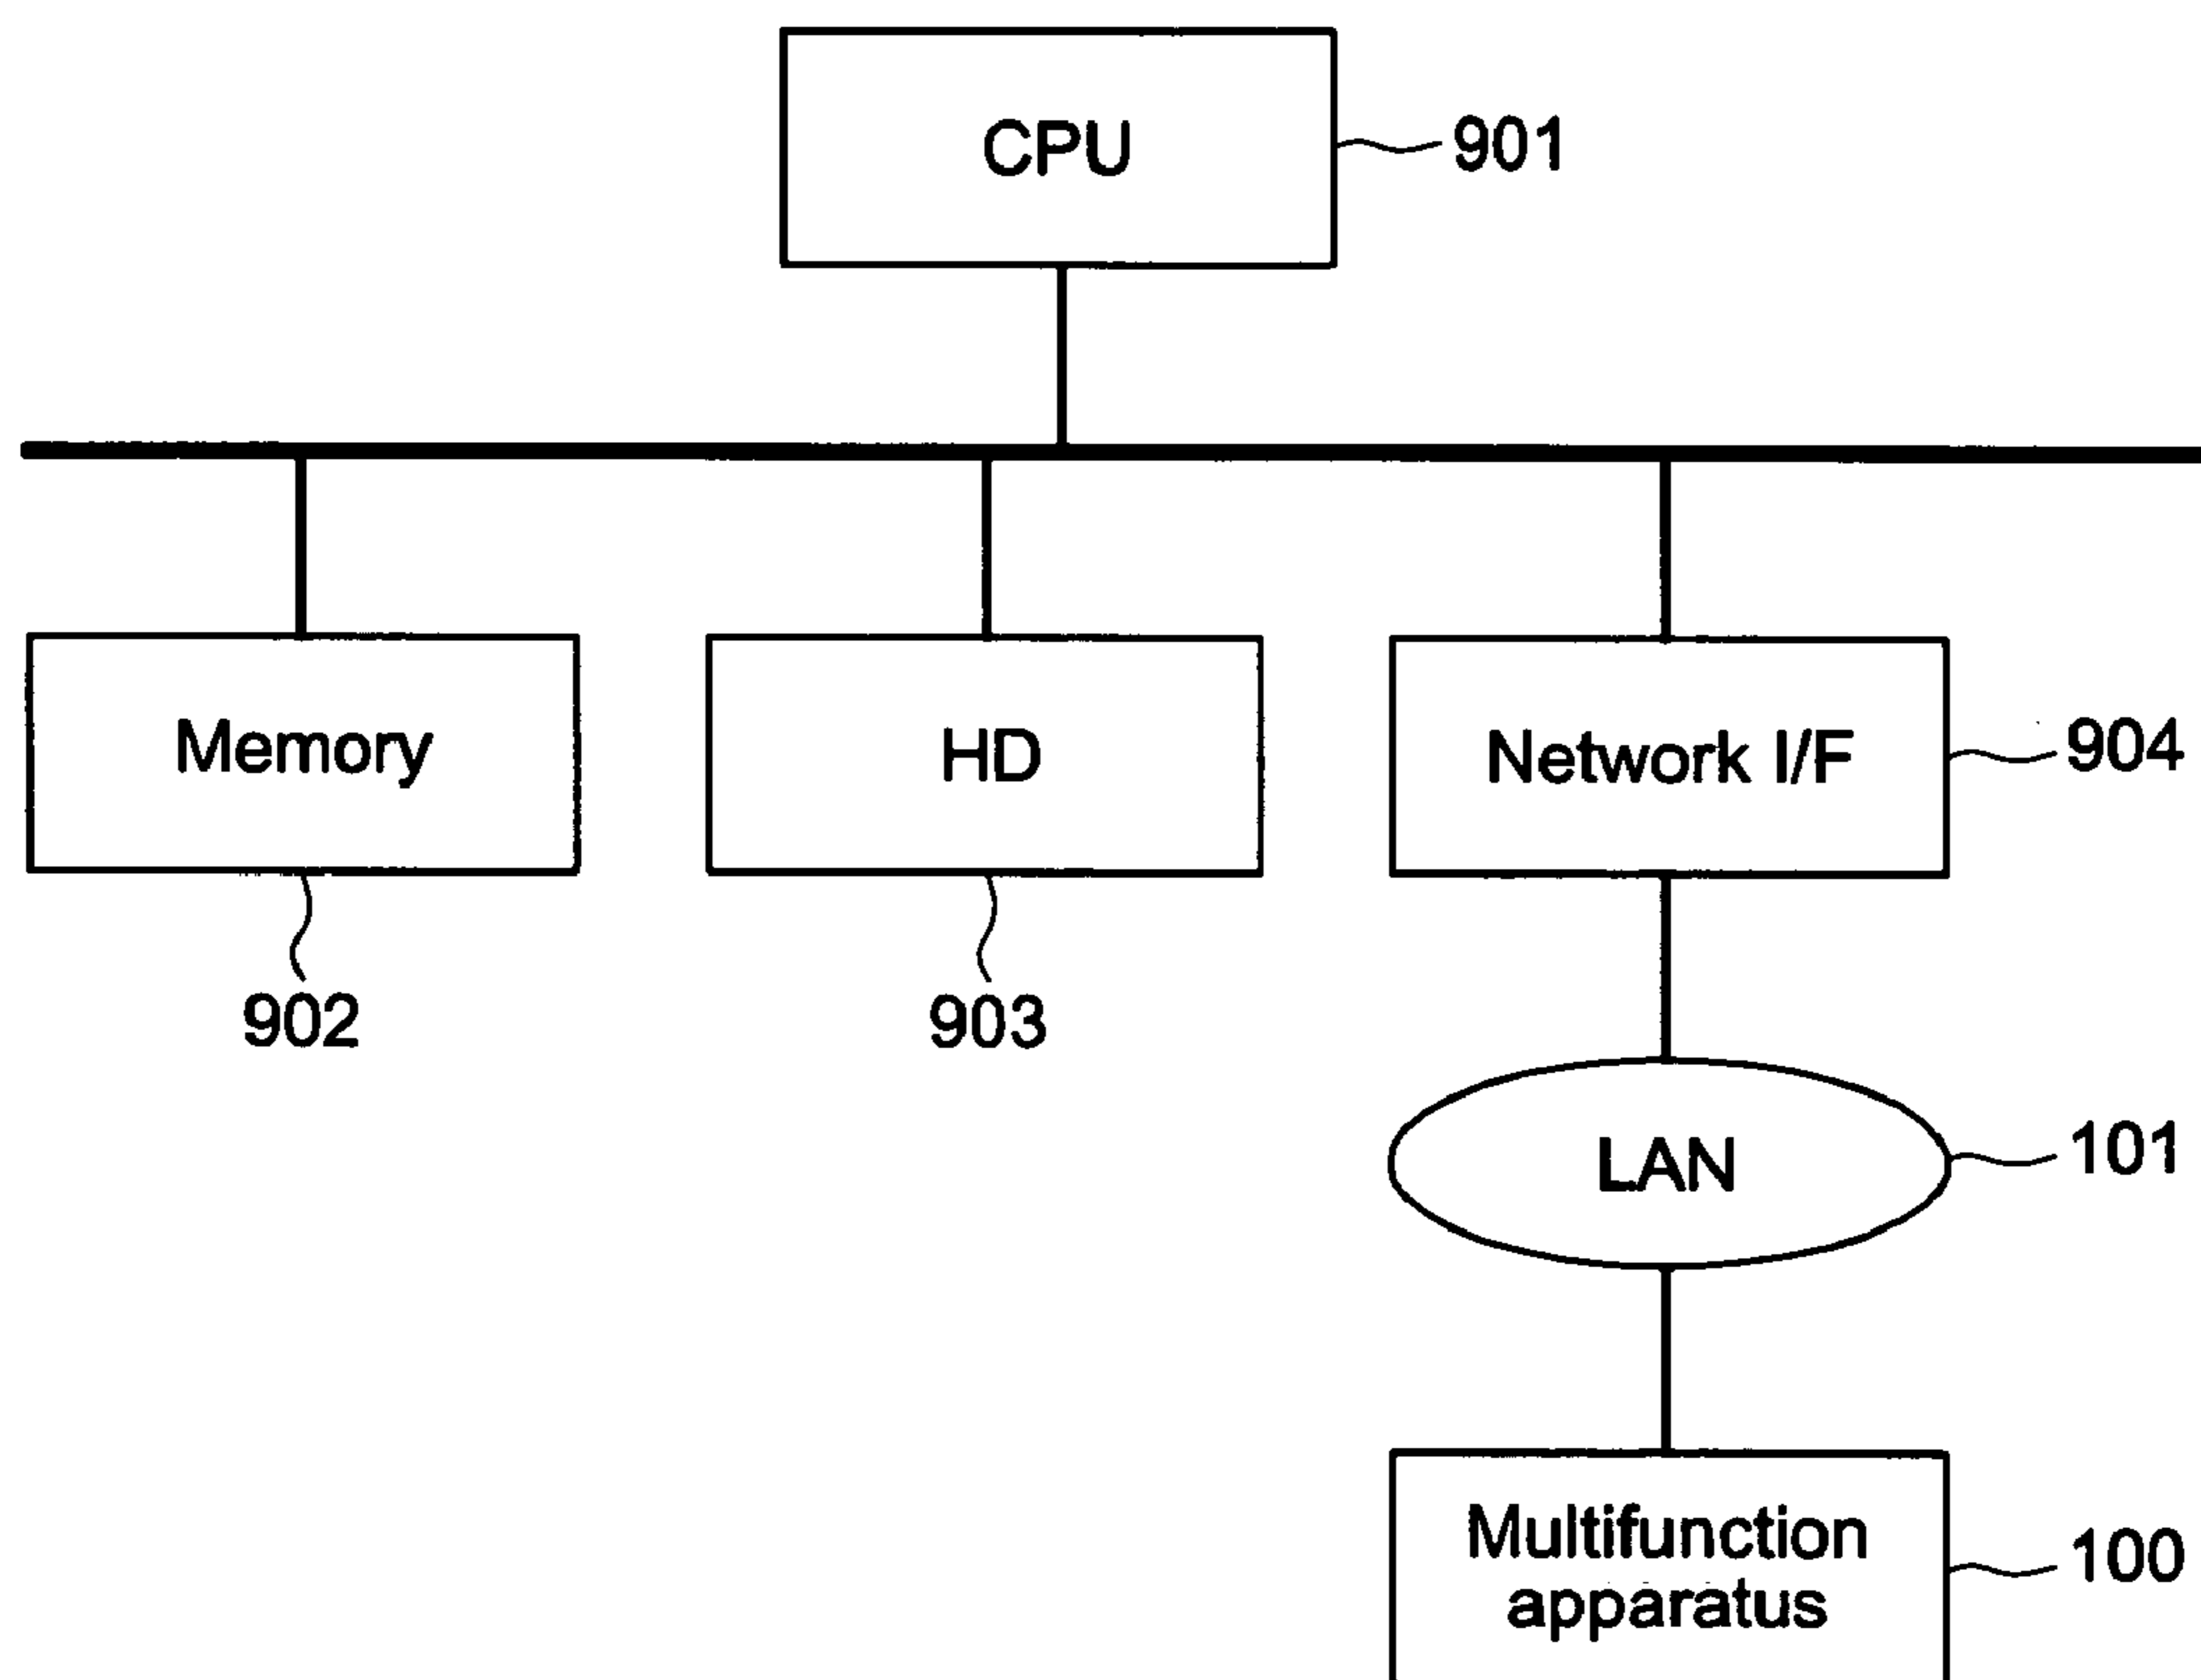 CPU
901
Memory
HD
Network I/F
904
902
903
LAN
101
Multifunction
apparatus
100